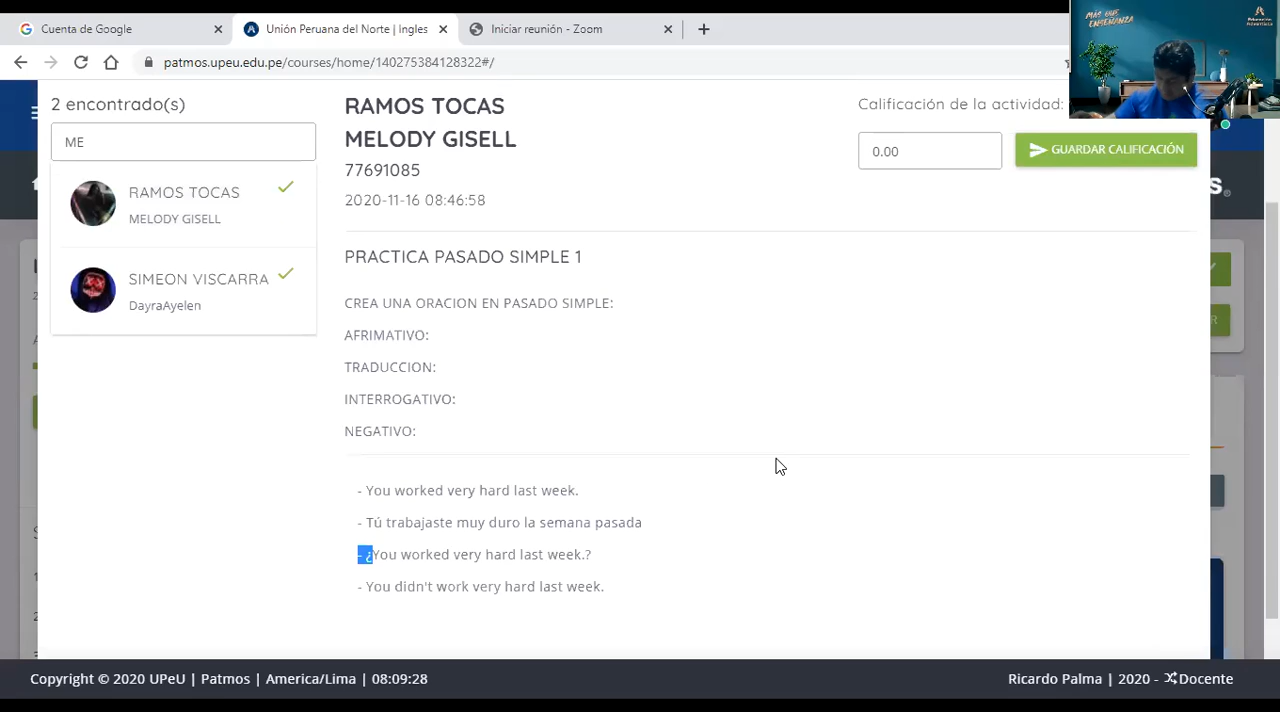 Cuenta de Google
Unión Peruana del Norte | Ingles
Iniciar reunión - Zoom
patmos.upeu.edu.pe/courses/home/140275384128322#/
MÁS QUE
ENSEÑANZA
2 encontrado(s)
ME
RAMOS TOCAS
MELODY GISELL
SIMEON VISCARRA
DayraAyelen
RAMOS TOCAS
MELODY GISELL
77691085
2020-11-16 08:46:58
Calificación de la actividad:
0.00
GUARDAR CALIFICACIÓN
PRACTICA PASADO SIMPLE 1
CREA UNA ORACION EN PASADO SIMPLE:
AFRIMATIVO:
TRADUCCION:
INTERROGATIVO:
NEGATIVO:
- You worked very hard last week.
- Tú trabajaste muy duro la semana pasada
- ¿You worked very hard last week.?
- You didn't work very hard last week.
Copyright © 2020 UPeU | Patmos | America/Lima | 08:09:28
Ricardo Palma | 2020 - Docente